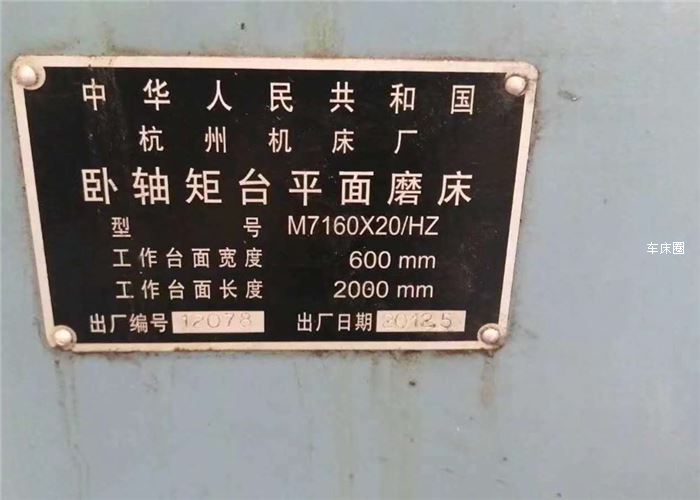 中华人民共和国
杭州机床厂
卧轴矩台平面磨床
型号 M7160X20/HZ
工作台面宽度 600 mm
工作台面长度 2000 mm
出厂编号 12078 出厂日期 2012.5
车床圈